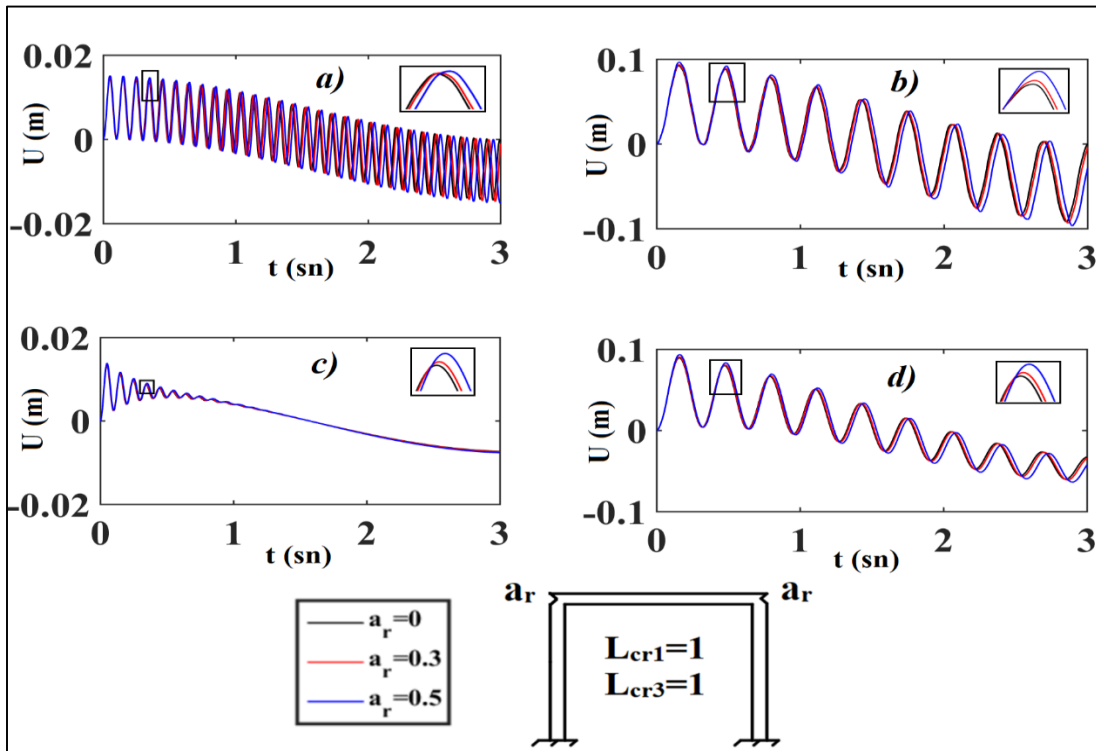 a)
U (m)
0.02
0
-0.02
0 1 2 3
t (sn)
b)
U (m)
0.1
0
-0.1
0 1 2 3
t (sn)
c)
U (m)
0.02
0
-0.02
0 1 2 3
t (sn)
d)
U (m)
0.1
0
-0.1
0 1 2 3
t (sn)
a_r=0
a_r=0.3
a_r=0.5
a_r a_r
L_cr1=1
L_cr3=1